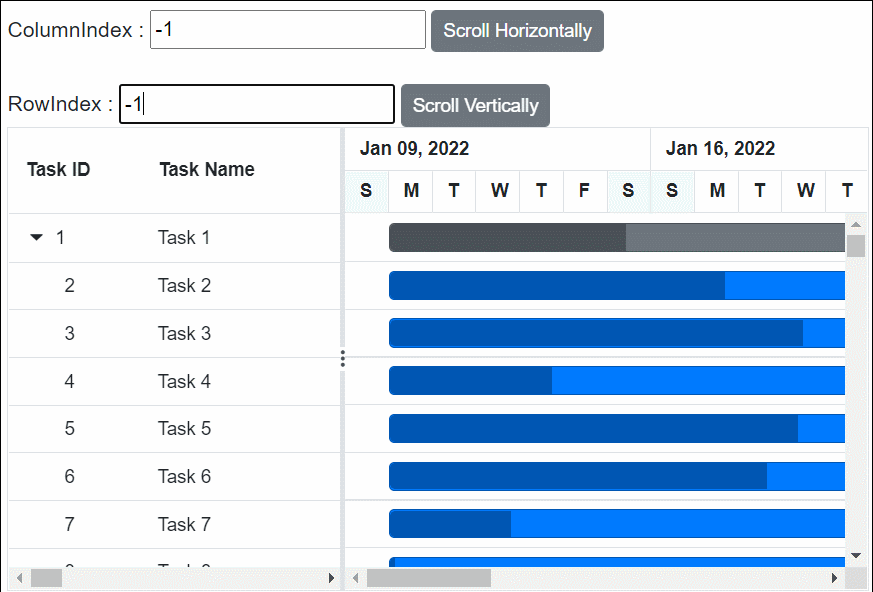 ColumnIndex : -1 Scroll Horizontally
RowIndex : -1 Scroll Vertically
Jan 09, 2022 Jan 16, 2022
Task ID Task Name
S M T W T F S S M T W T
1 Task 1
2 Task 2
3 Task 3
4 Task 4
5 Task 5
6 Task 6
7 Task 7